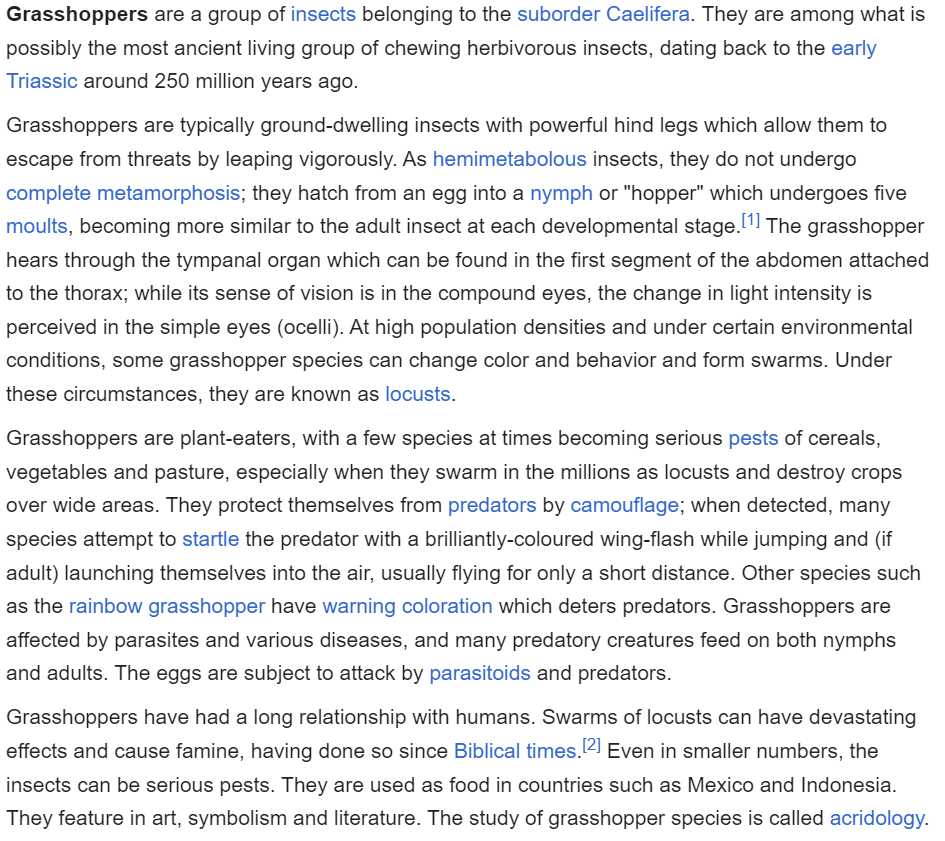 Grasshoppers are a group of insects belonging to the suborder Caelifera. They are among what is
possibly the most ancient living group of chewing herbivorous insects, dating back to the early
Triassic around 250 million years ago.
Grasshoppers are typically ground-dwelling insects with powerful hind legs which allow them to
escape from threats by leaping vigorously. As hemimetabolous insects, they do not undergo
complete metamorphosis; they hatch from an egg into a nymph or "hopper" which undergoes five
moults, becoming more similar to the adult insect at each developmental stage.[1] The grasshopper
hears through the tympanal organ which can be found in the first segment of the abdomen attached
to the thorax; while its sense of vision is in the compound eyes, the change in light intensity is
perceived in the simple eyes (ocelli). At high population densities and under certain environmental
conditions, some grasshopper species can change color and behavior and form swarms. Under
these circumstances, they are known as locusts.
Grasshoppers are plant-eaters, with a few species at times becoming serious pests of cereals,
vegetables and pasture, especially when they swarm in the millions as locusts and destroy crops
over wide areas. They protect themselves from predators by camouflage; when detected, many
species attempt to startle the predator with a brilliantly-coloured wing-flash while jumping and (if
adult) launching themselves into the air, usually flying for only a short distance. Other species such
as the rainbow grasshopper have warning coloration which deters predators. Grasshoppers are
affected by parasites and various diseases, and many predatory creatures feed on both nymphs
and adults. The eggs are subject to attack by parasitoids and predators.
Grasshoppers have had a long relationship with humans. Swarms of locusts can have devastating
effects and cause famine, having done so since Biblical times.[2] Even in smaller numbers, the
insects can be serious pests. They are used as food in countries such as Mexico and Indonesia.
They feature in art, symbolism and literature. The study of grasshopper species is called acridology.